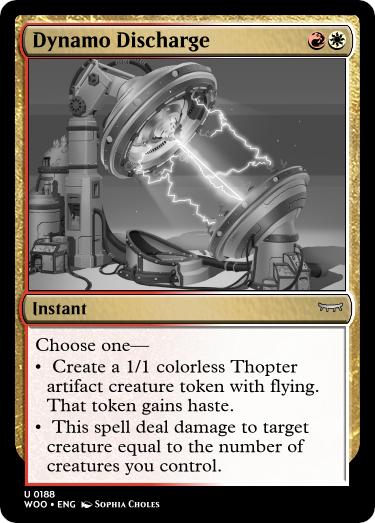 Dynamo Discharge
Instant
Choose one—
• Create a 1/1 colorless Thopter
artifact creature token with flying.
That token gains haste.
• This spell deal damage to target
creature equal to the number of
creatures you control.
U 0188
WOO • ENG Sophia Choles